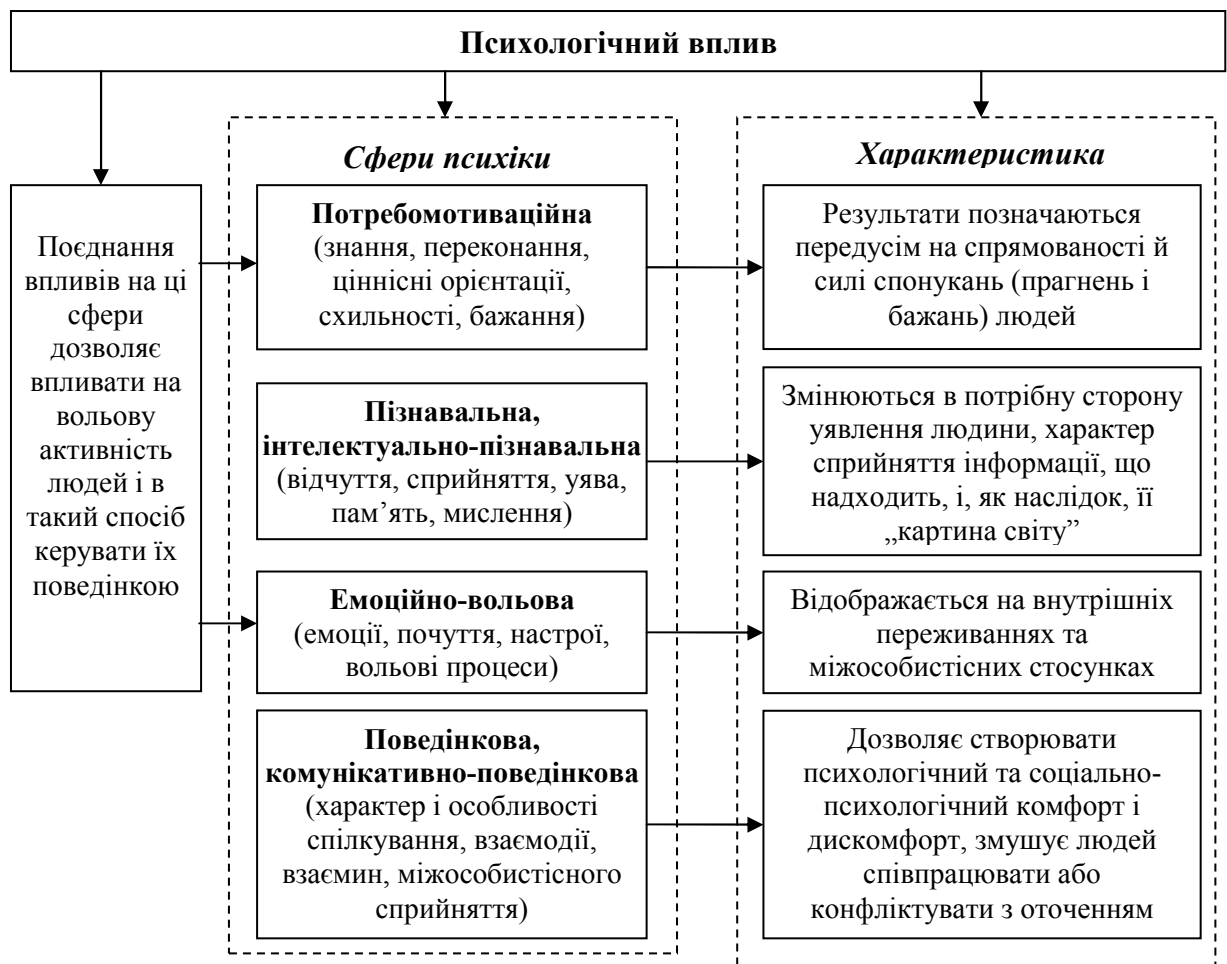 Психологічний вплив
Поєднання
впливів на ці
сфери
дозволяє
впливати на
вольову
активність
людей і в
такий спосіб
керувати їх
поведінкою
Сфери психіки
Потребомотиваційна
(знання, переконання,
ціннісні орієнтації,
схильності, бажання)
Пізнавальна,
інтелектуально-пізнавальна
(відчуття, сприйняття, уява,
пам’ять, мислення)
Емоційно-вольова
(емоції, почуття, настрої,
вольові процеси)
Поведінкова,
комунікативно-поведінкова
(характер і особливості
спілкування, взаємодії,
взаємин, міжособистісного
сприйняття)
Характеристика
Результати позначаються
передусім на спрямованості й
силі спонукань (прагнень і
бажань) людей
Змінюються в потрібну сторону
уявлення людини, характер
сприйняття інформації, що
надходить, і, як наслідок, її
„картина світу”
Відображається на внутрішніх
переживаннях та
міжособистісних стосунках
Дозволяє створювати
психологічний та соціально-
психологічний комфорт і
дискомфорт, змушує людей
співпрацювати або
конфліктувати з оточенням